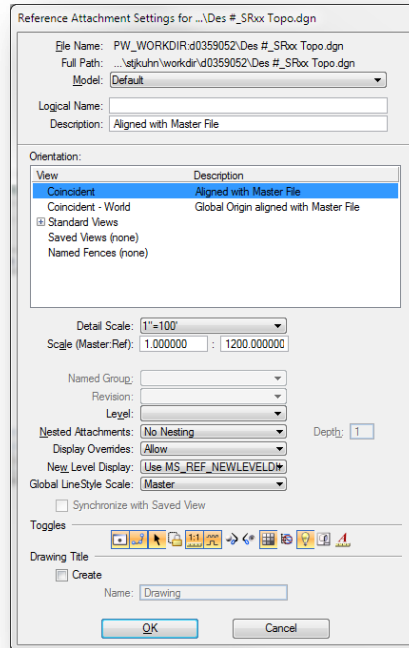 Reference Attachment Settings for ...\Des #_SRxx Topo.dgn
File Name: PW_WORKDIR:d0359052\Des #_SRxx Topo.dgn
Full Path: ...\stjkuhn\workdir\d0359052\Des #_SRxx Topo.dgn
Model: Default
Logical Name:
Description: Aligned with Master File
Orientation:
View Description
Coincident Aligned with Master File
Coincident - World Global Origin aligned with Master File
Standard Views
Saved Views (none)
Named Fences (none)
Detail Scale: 1"=100'
Scale (Master:Ref): 1.000000 : 1200.000000
Named Group:
Revision:
Level:
Nested Attachments: No Nesting Depth: 1
Display Overrides: Allow
New Level Display: Use MS_REF_NEWLEVELDI
Global LineStyle Scale: Master
Synchronize with Saved View
Toggles
1:1
Drawing Title
Create
Name: Drawing
OK Cancel